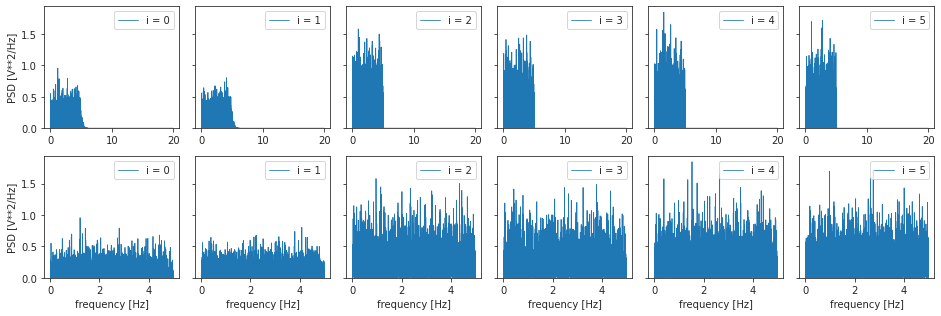 i = 0 i = 1 i = 2 i = 3 i = 4 i = 5
PSD [V**2/Hz]
1.5
1.0
0.5
0.0
0 10 20 0 10 20 0 10 20 0 10 20 0 10 20 0 10 20
i = 0 i = 1 i = 2 i = 3 i = 4 i = 5
PSD [V**2/Hz]
1.5
1.0
0.5
0.0
0 2 4 0 2 4 0 2 4 0 2 4 0 2 4 0 2 4
frequency [Hz] frequency [Hz] frequency [Hz] frequency [Hz] frequency [Hz] frequency [Hz]